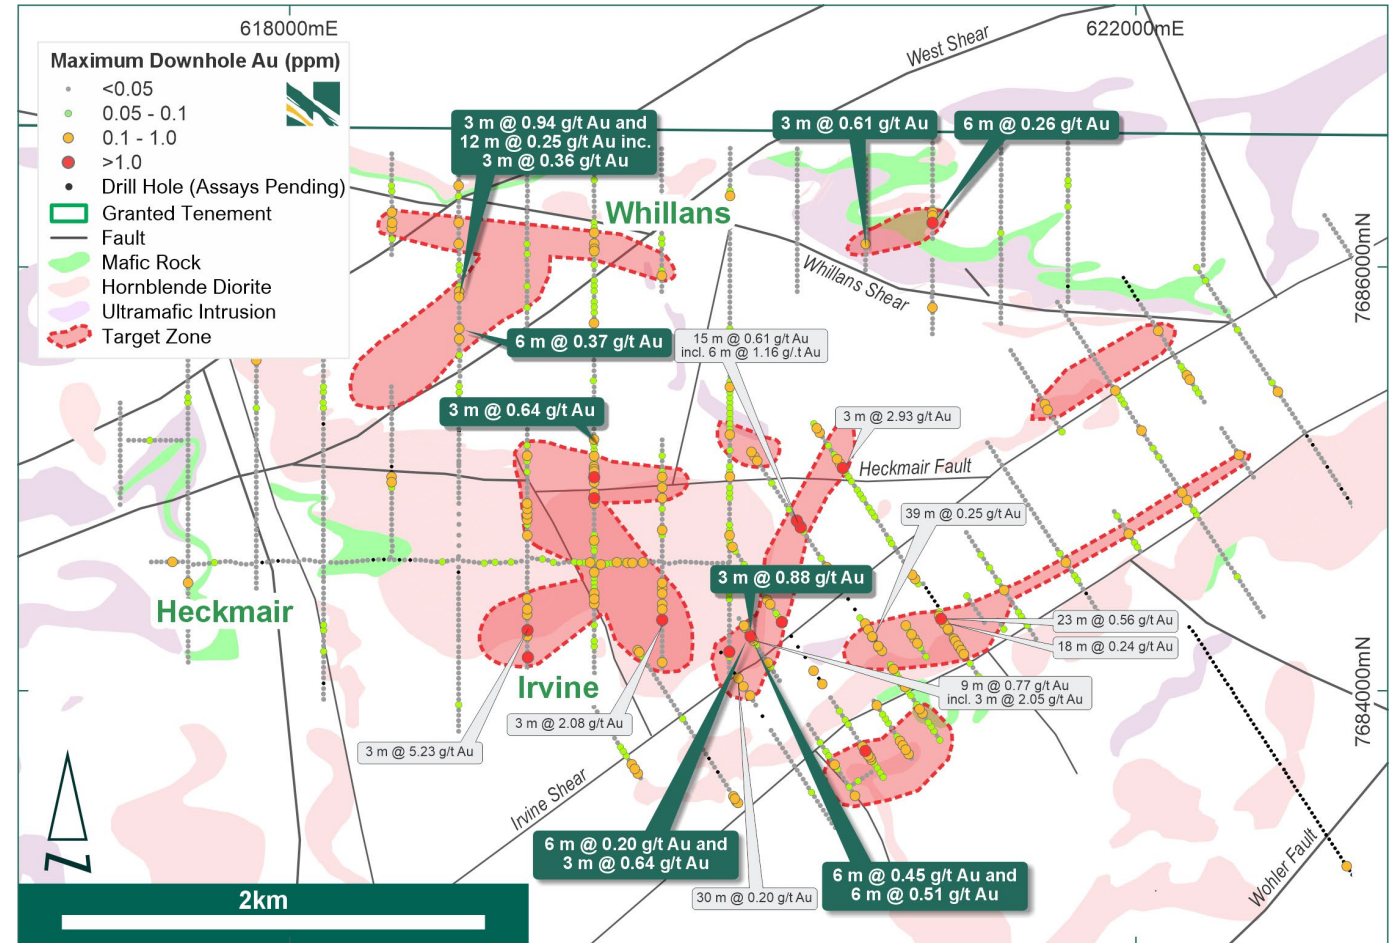 618000mE
622000mE
West Shear
Maximum Downhole Au (ppm)
<0.05
0.05 - 0.1
0.1 - 1.0
>1.0
Drill Hole (Assays Pending)
Granted Tenement
Fault
Mafic Rock
Hornblende Diorite
Ultramafic Intrusion
Target Zone
3 m @ 0.94 g/t Au and
12 m @ 0.25 g/t Au inc.
3 m @ 0.36 g/t Au
3 m @ 0.61 g/t Au
6 m @ 0.26 g/t Au
Whillans
Whillans Shear
7686000mN
6 m @ 0.37 g/t Au
15 m @ 0.61 g/t Au
incl. 6 m @ 1.16 g/.t Au
3 m @ 0.64 g/t Au
3 m @ 2.93 g/t Au
Heckmair Fault
39 m @ 0.25 g/t Au
3 m @ 0.88 g/t Au
Heckmair
23 m @ 0.56 g/t Au
18 m @ 0.24 g/t Au
Irvine
9 m @ 0.77 g/t Au
incl. 3 m @ 2.05 g/t Au
7684000mN
3 m @ 2.08 g/t Au
3 m @ 5.23 g/t Au
Irvine Shear
6 m @ 0.20 g/t Au and
3 m @ 0.64 g/t Au
6 m @ 0.45 g/t Au and
6 m @ 0.51 g/t Au
30 m @ 0.20 g/t Au
Wohler Fault
Z
2km